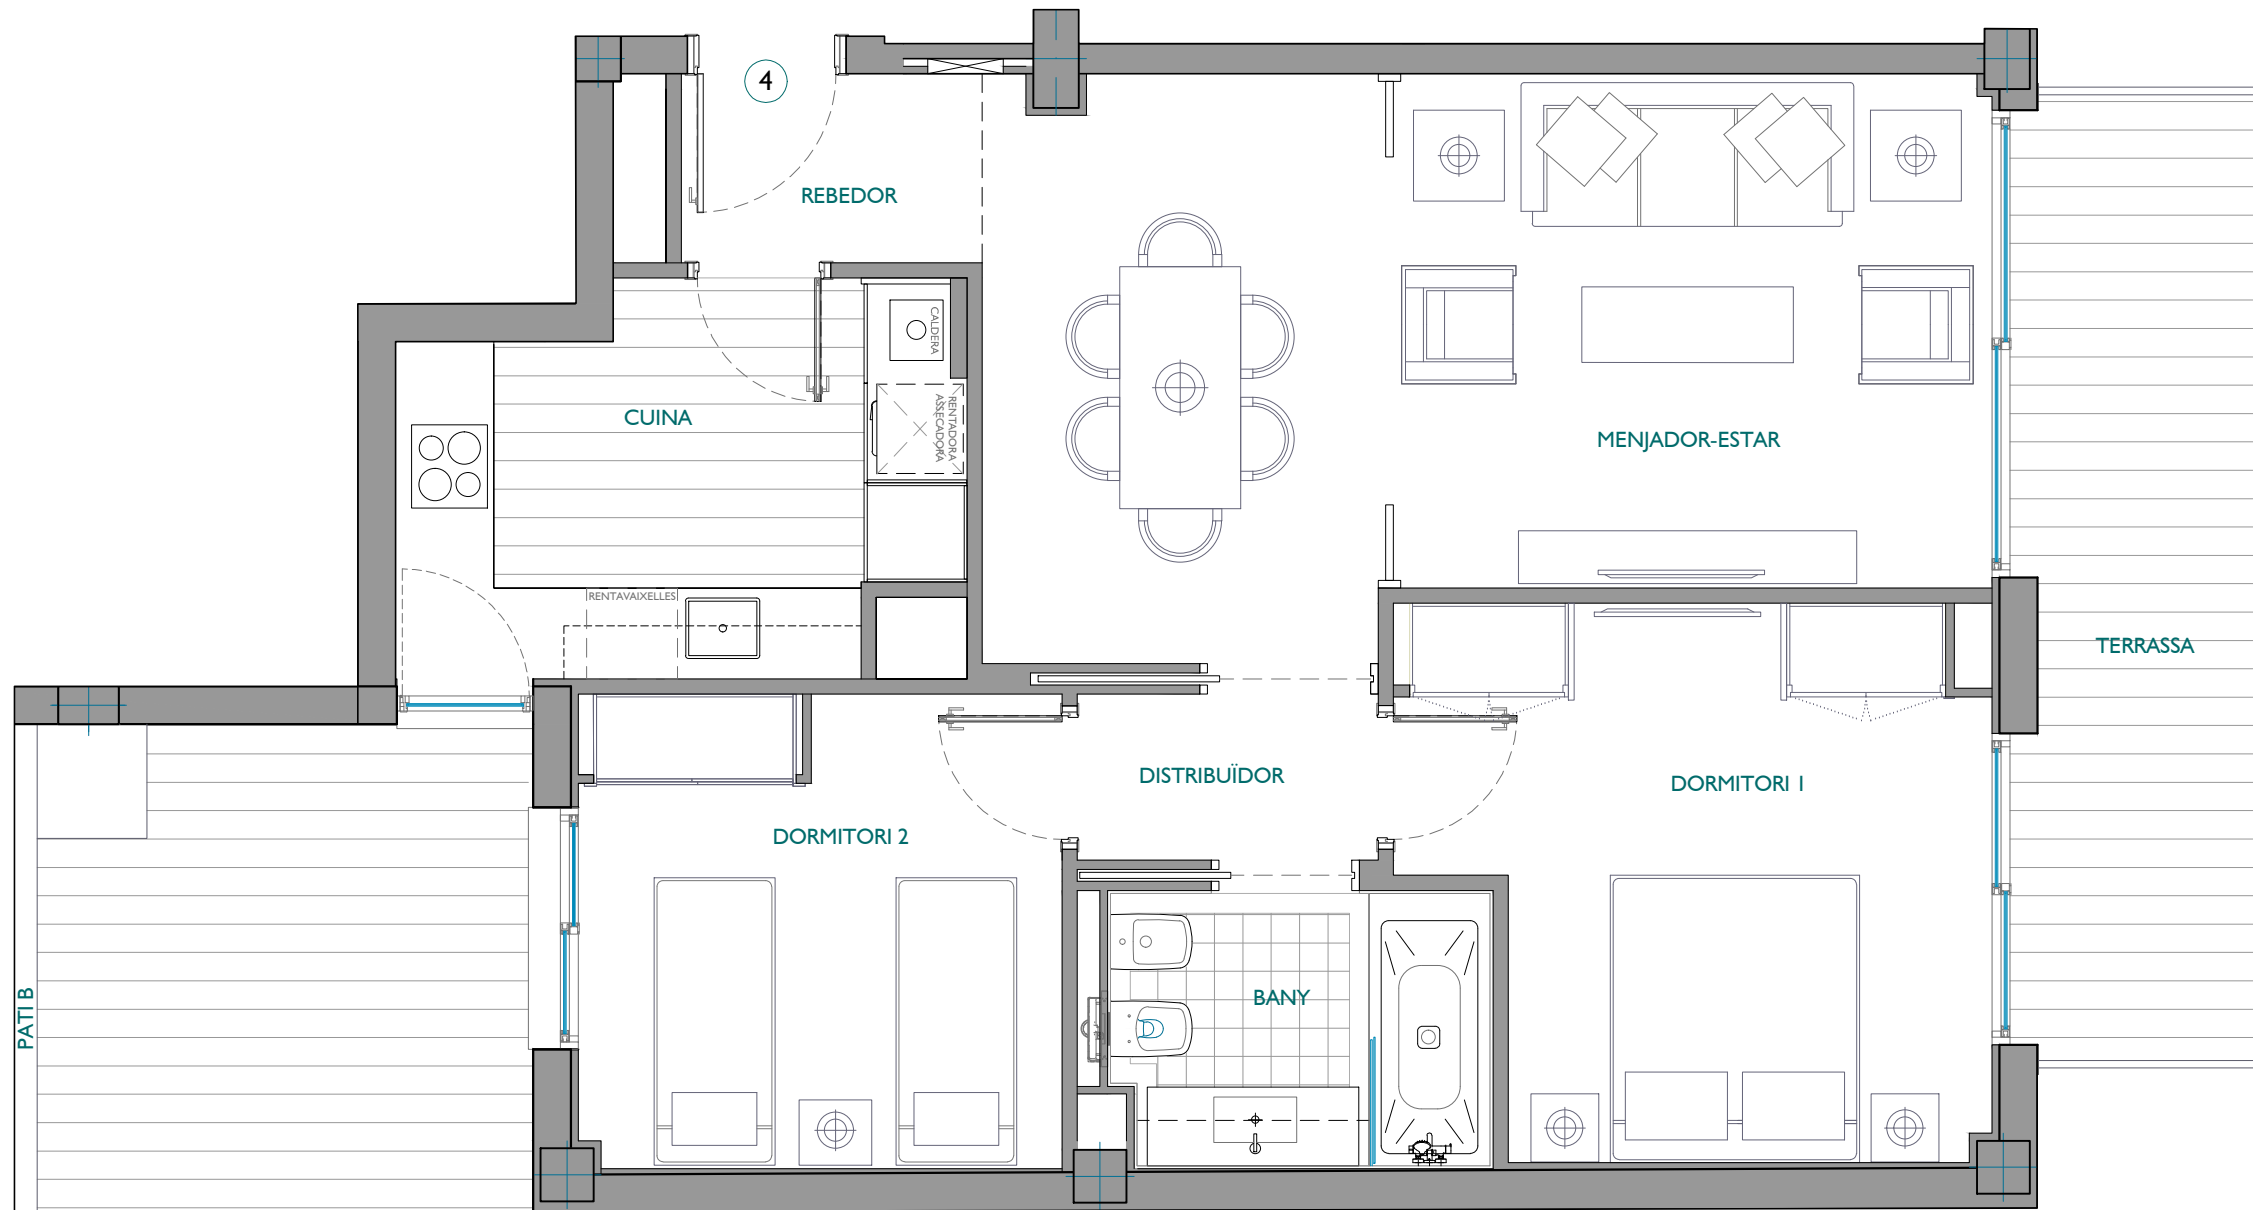 4
REBEDOR
CALDERA
CUINA
RENTADORA
ASSECADORA
MENJADOR-ESTAR
RENTAVAIXELLES
TERRASSA
DISTRIBUÏDOR
DORMITORI 1
DORMITORI 2
PATI B
BANY